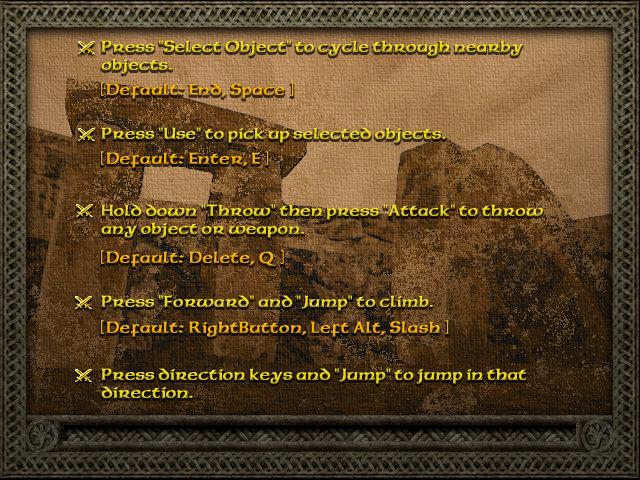 Press "Select Object" to cycle through nearby
objects.
[Default: End, Space ]
Press "Use" to pick up selected objects.
[Default: Enter, E ]
Hold down "Throw" then press "Attack" to throw
any object or weapon.
[Default: Delete, Q ]
Press "Forward" and "Jump" to climb.
[Default: RightButton, Left Alt, Slash ]
Press direction keys and "Jump" to jump in that
direction.